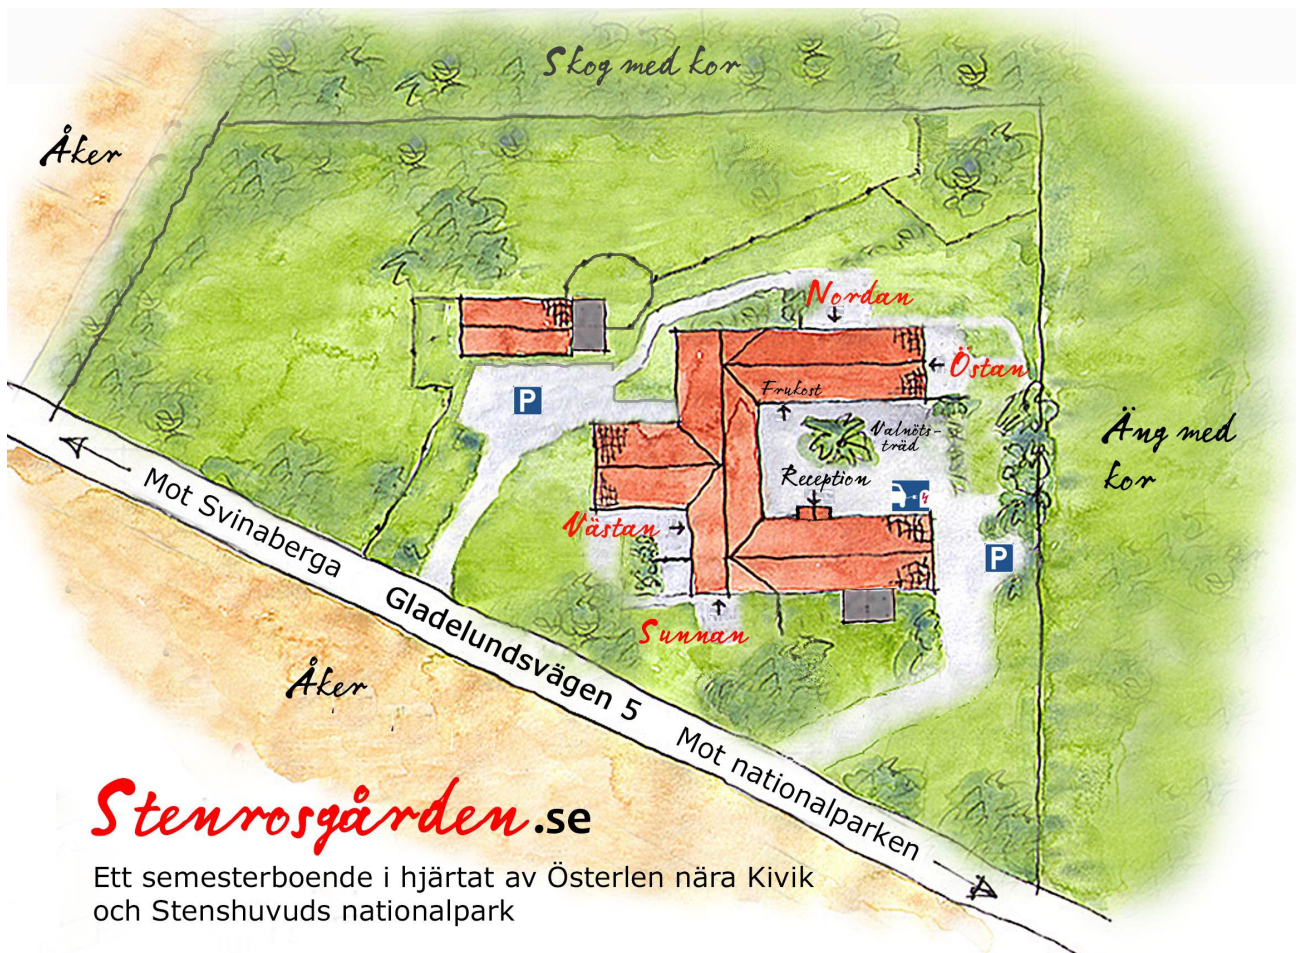 Skog med kor
Åker
Nordan
Östan
Frukost
Valnöts-
träd
Äng med
kor
Reception
P
Västan
P
Sunnan
Mot Svinaberga
Gladelundsvägen 5
Mot nationalparken
Åker
Stenrosgården.se
Ett semesterboende i hjärtat av Österlen nära Kivik
och Stenshuvuds nationalpark